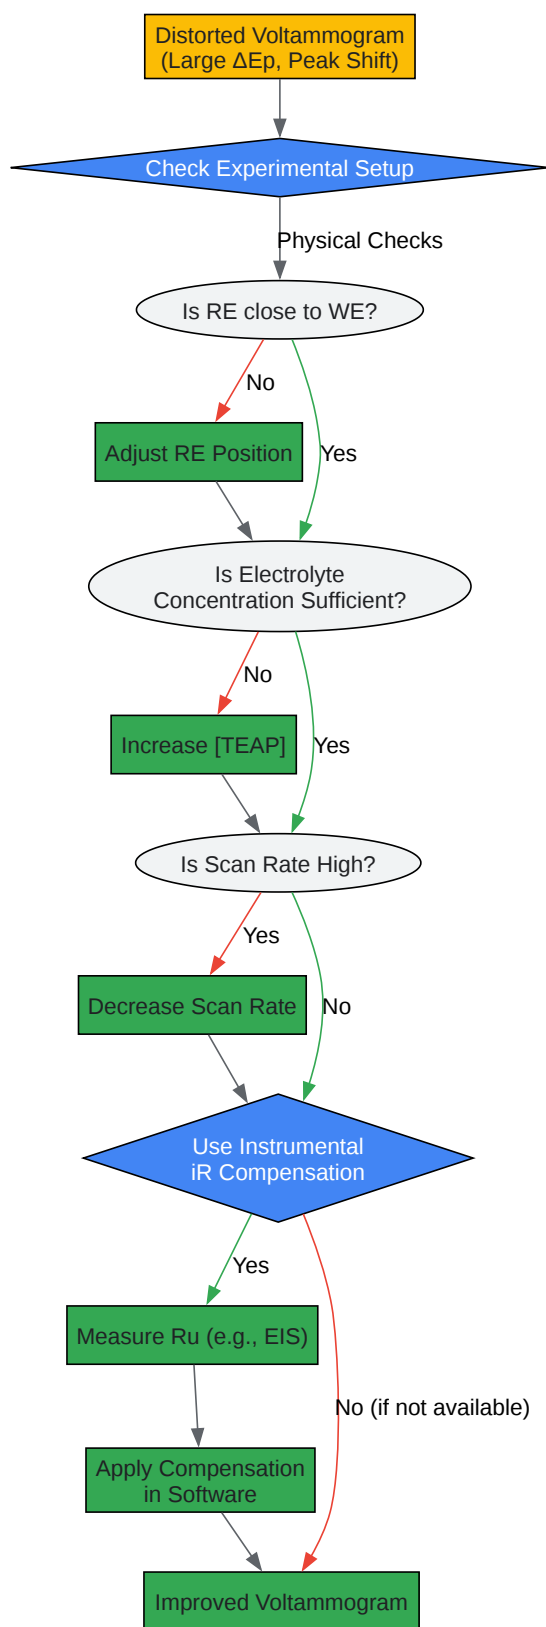 Distorted Voltammogram
(Large ΔEp, Peak Shift)
Check Experimental Setup
Physical Checks
Is RE close to WE?
No
Adjust RE Position
Yes
Is Electrolyte
Concentration Sufficient?
No
Increase [TEAP]
Yes
Is Scan Rate High?
Yes
Decrease Scan Rate
No
Use Instrumental
iR Compensation
Yes
Measure Ru (e.g., EIS)
No (if not available)
Apply Compensation
in Software
Improved Voltammogram